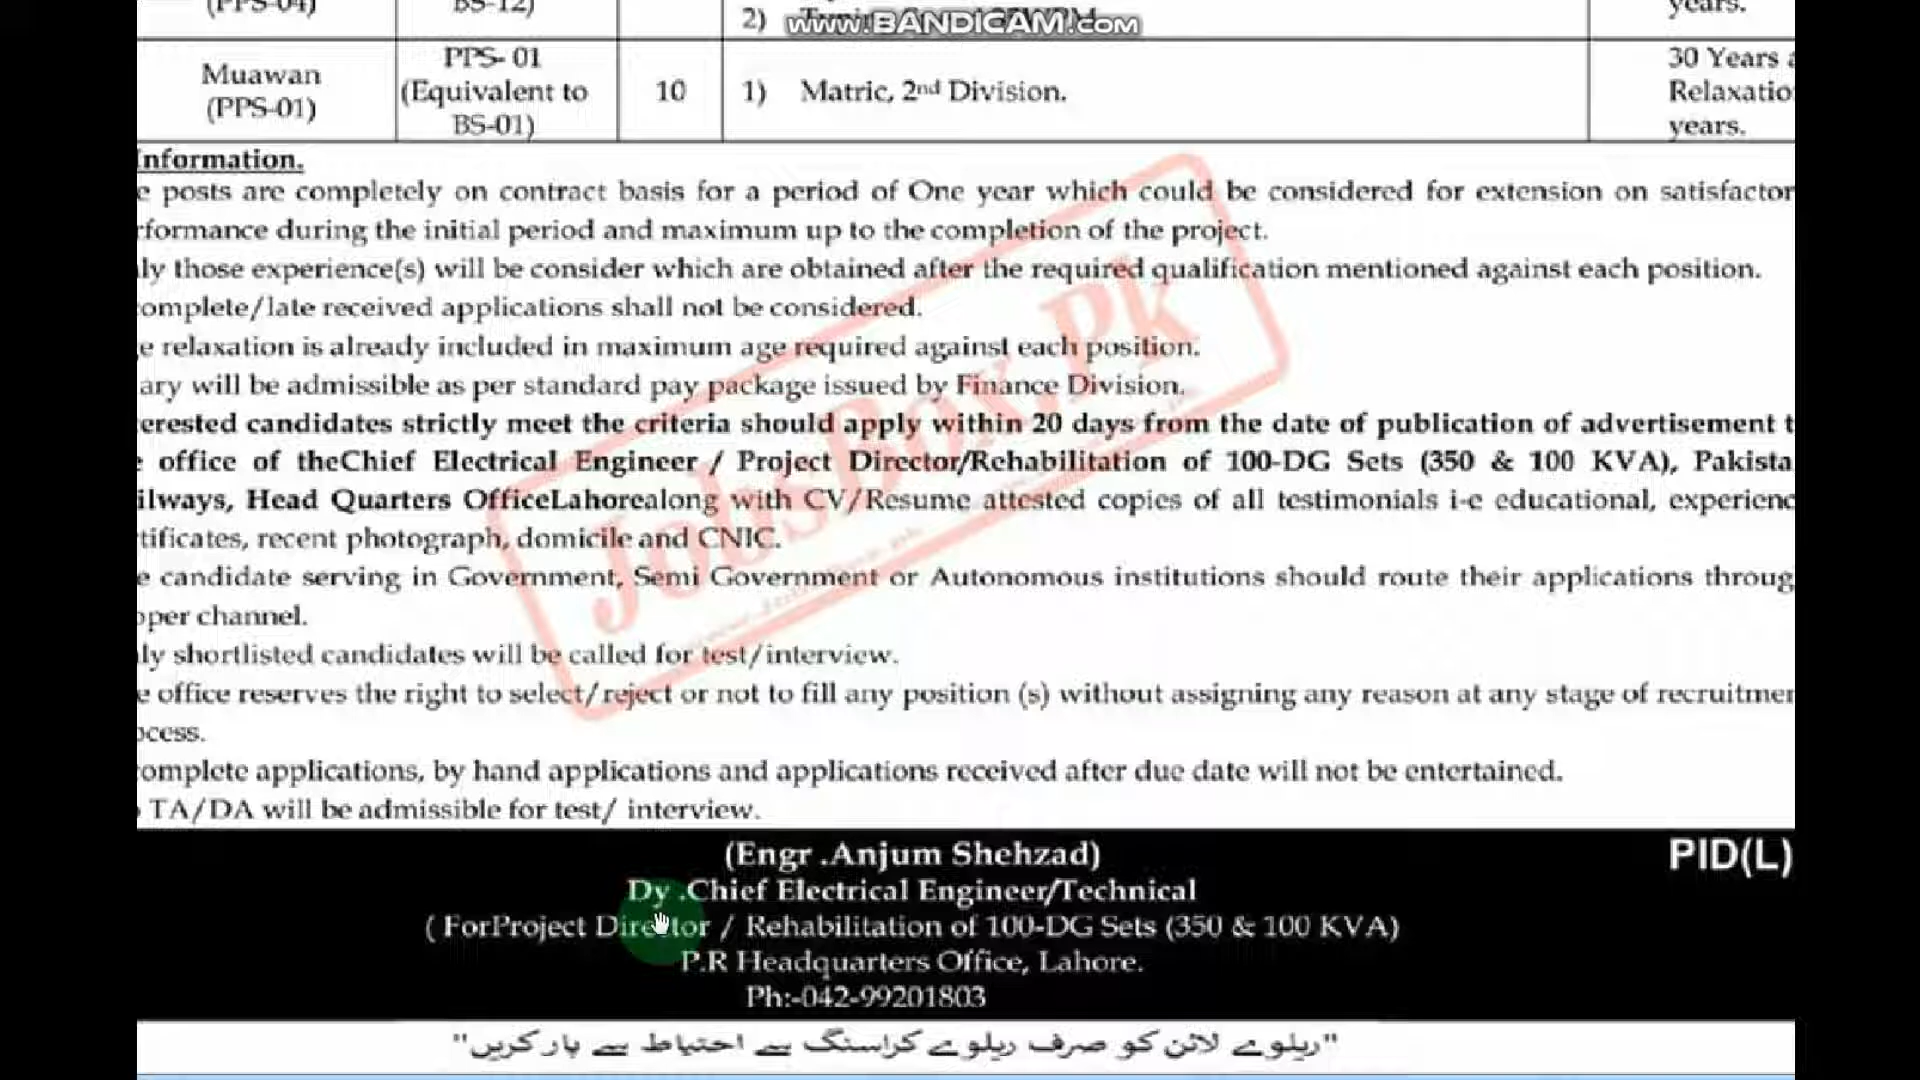 (PPS-04)
BS-12)
2)
years.
www.BANDICAM.com
Muawan
(PPS-01)
PPS- 01
(Equivalent to
BS-01)
10
1) Matric, 2nd Division.
30 Years a
Relaxatio
years.
nformation.
e posts are completely on contract basis for a period of One year which could be considered for extension on satisfactor
formance during the initial period and maximum up to the completion of the project.
ly those experience(s) will be consider which are obtained after the required qualification mentioned against each position.
omplete/late received applications shall not be considered.
e relaxation is already included in maximum age required against each position.
ary will be admissible as per standard pay package issued by Finance Division.
erested candidates strictly meet the criteria should apply within 20 days from the date of publication of advertisement t
e office of theChief Electrical Engineer / Project Director/Rehabilitation of 100-DG Sets (350 & 100 KVA), Pakista
ilways, Head Quarters OfficeLahorealong with CV/Resume attested copies of all testimonials i-e educational, experienc
tificates, recent photograph, domicile and CNIC.
e candidate serving in Government, Semi Government or Autonomous institutions should route their applications throug
per channel.
ly shortlisted candidates will be called for test/interview.
e office reserves the right to select/reject or not to fill any position (s) without assigning any reason at any stage of recruitmen
cess.
omplete applications, by hand applications and applications received after due date will not be entertained.
TA/DA will be admissible for test/ interview.
JobsBox.Pk
(Engr .Anjum Shehzad)
PID(L)
Dy .Chief Electrical Engineer/Technical
( ForProject Director / Rehabilitation of 100-DG Sets (350 & 100 KVA)
P.R Headquarters Office, Lahore.
Ph:-042-99201803
"ریلوے لائن کو صرف ریلوے کراسنگ سے احتیاط سے پار کریں"